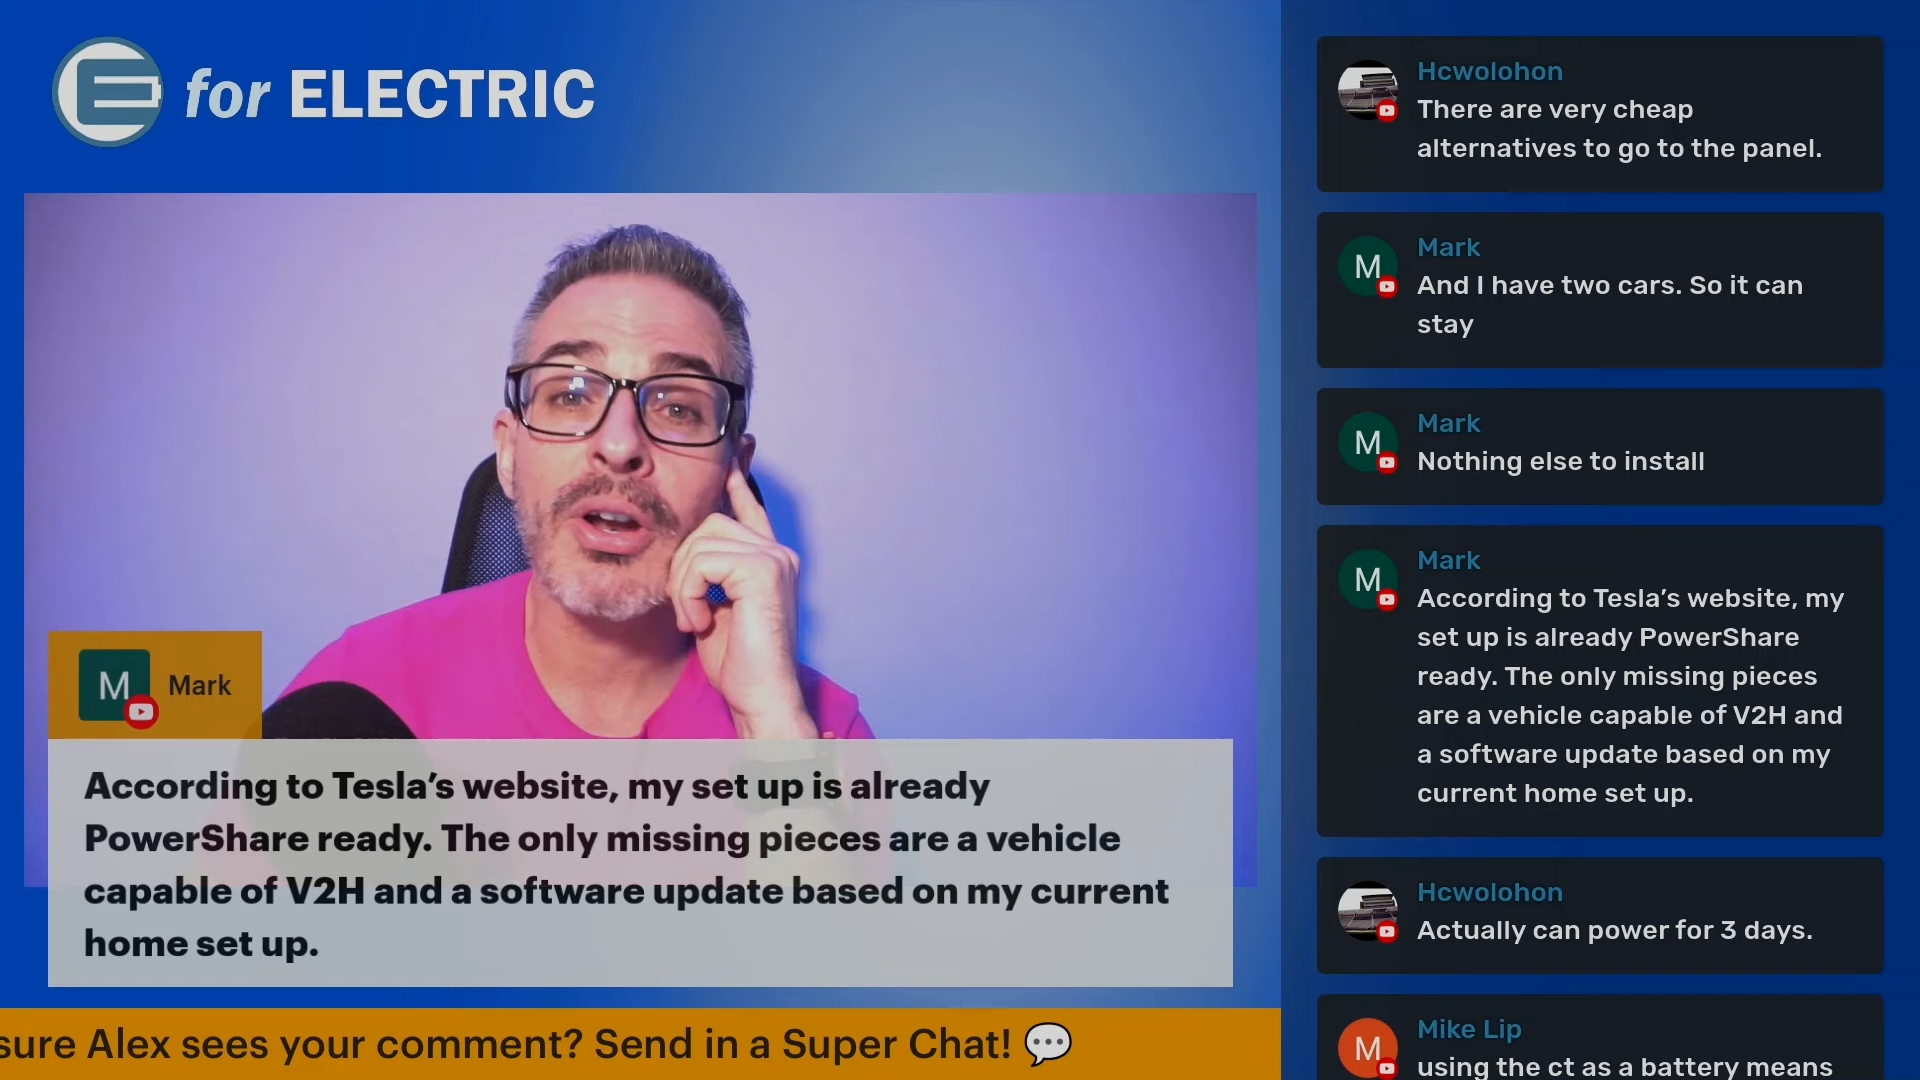 E for ELECTRIC
M Mark
According to Tesla’s website, my set up is already
PowerShare ready. The only missing pieces are a vehicle
capable of V2H and a software update based on my current
home set up.
sure Alex sees your comment? Send in a Super Chat! 💬
Hcwolohon
There are very cheap
alternatives to go to the panel.
M Mark
And I have two cars. So it can
stay
M Mark
Nothing else to install
M Mark
According to Tesla’s website, my
set up is already PowerShare
ready. The only missing pieces
are a vehicle capable of V2H and
a software update based on my
current home set up.
Hcwolohon
Actually can power for 3 days.
M Mike Lip
using the ct as a battery means